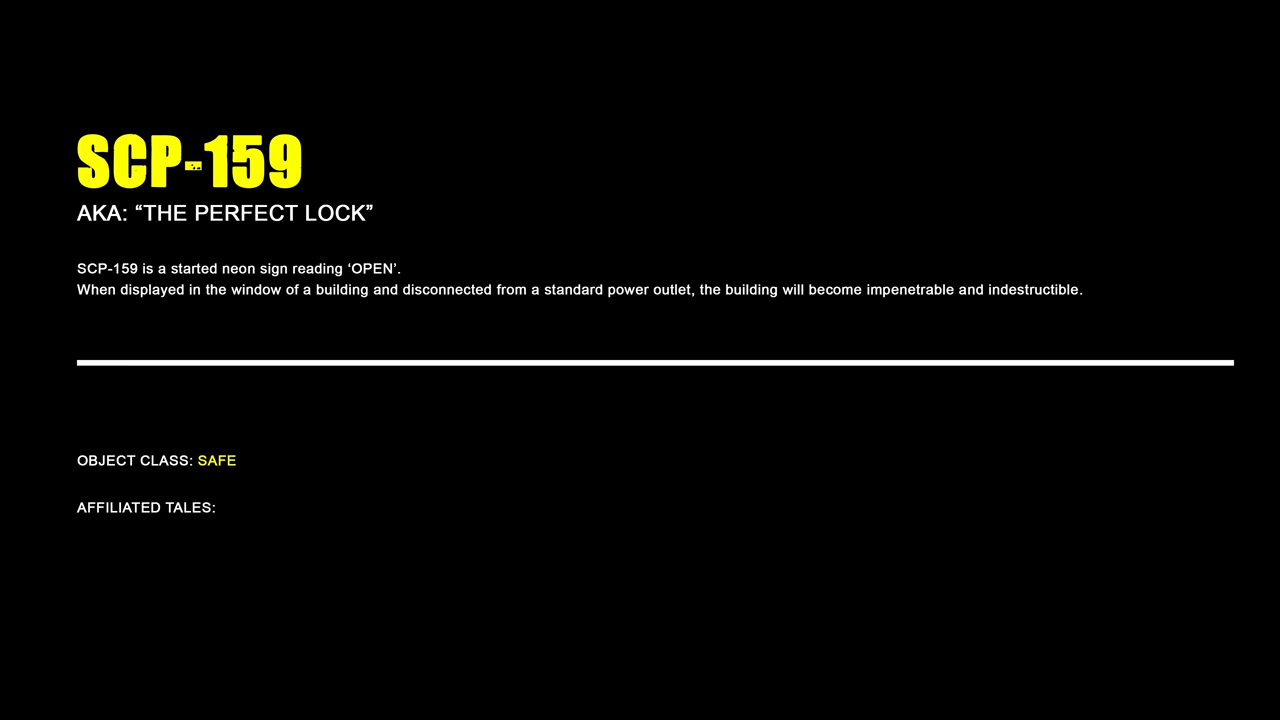 SCP-159
AKA: “THE PERFECT LOCK”
SCP-159 is a started neon sign reading ‘OPEN’.
When displayed in the window of a building and disconnected from a standard power outlet, the building will become impenetrable and indestructible.
OBJECT CLASS: SAFE
AFFILIATED TALES: